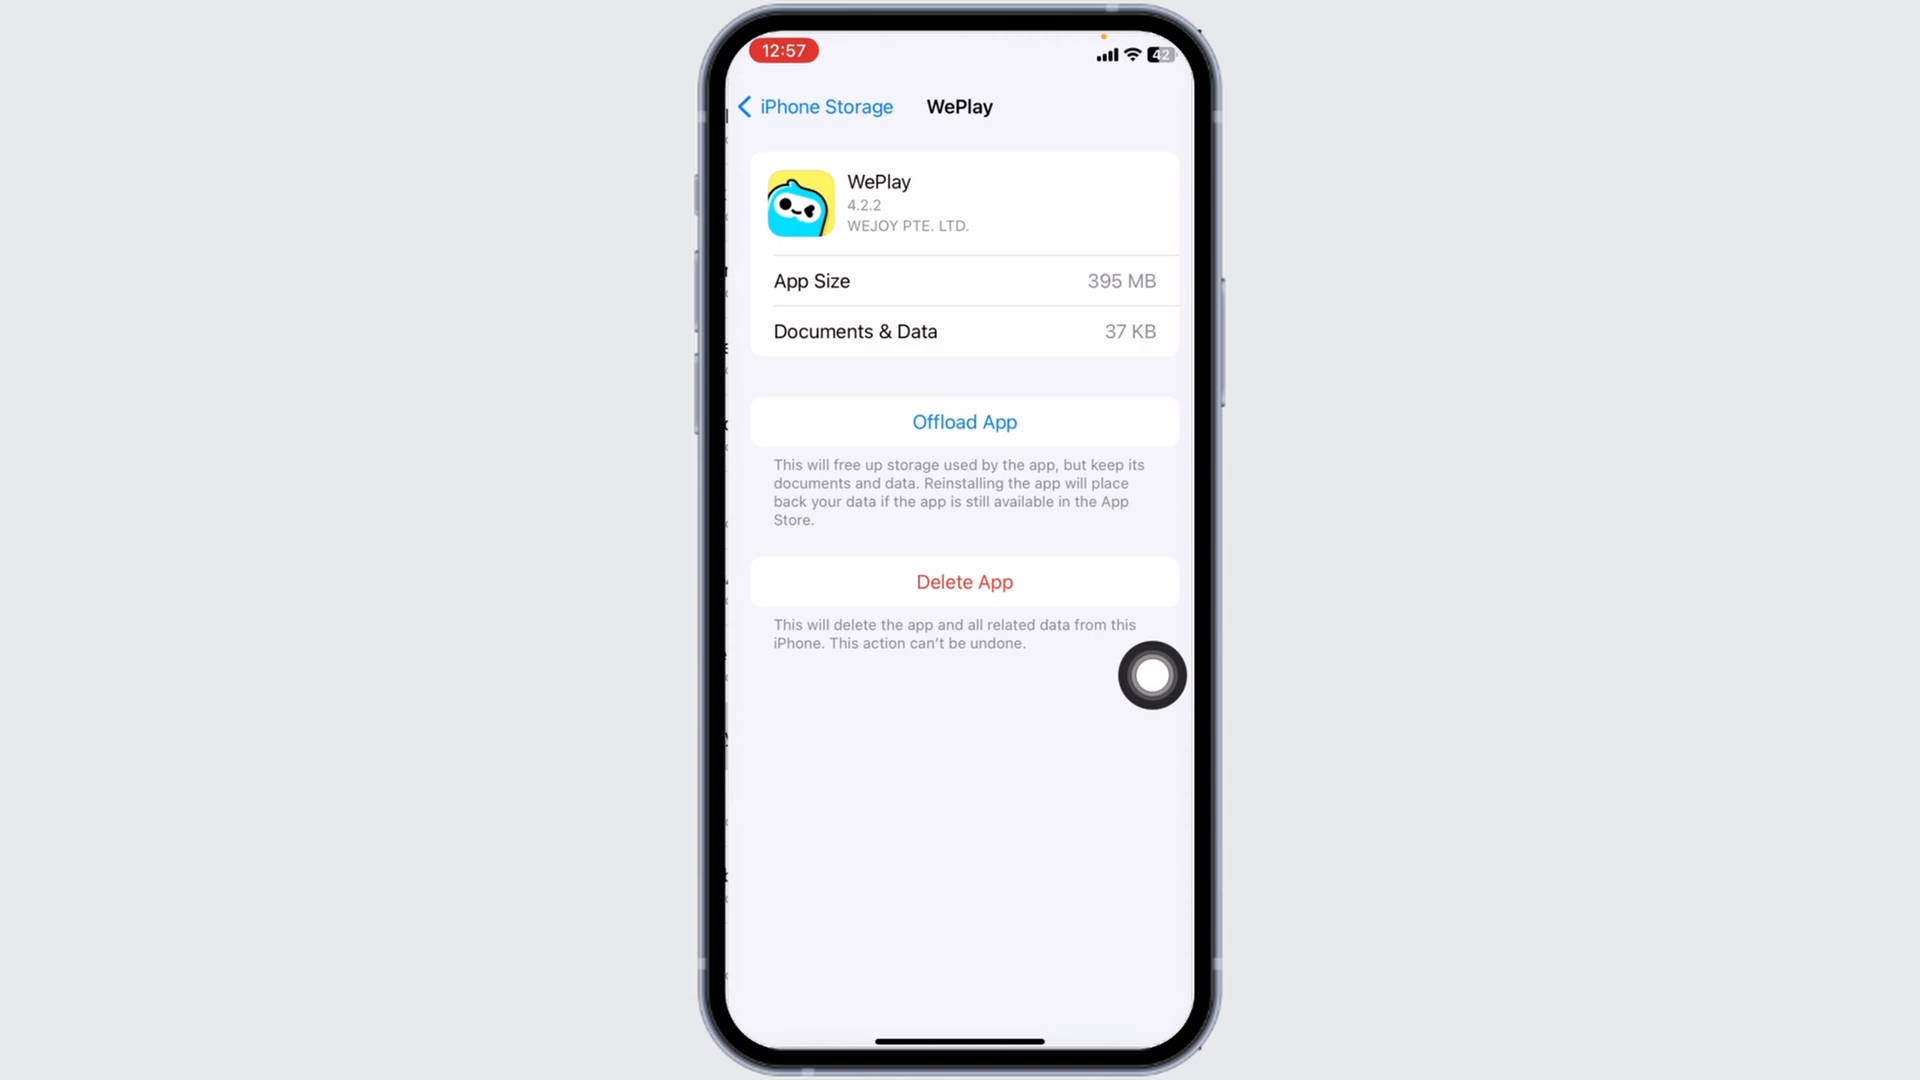 12:57
42
iPhone Storage
WePlay
WePlay
4.2.2
WEJOY PTE. LTD.
App Size
395 MB
Documents & Data
37 KB
Offload App
This will free up storage used by the app, but keep its
documents and data. Reinstalling the app will place
back your data if the app is still available in the App
Store.
Delete App
This will delete the app and all related data from this
iPhone. This action can’t be undone.